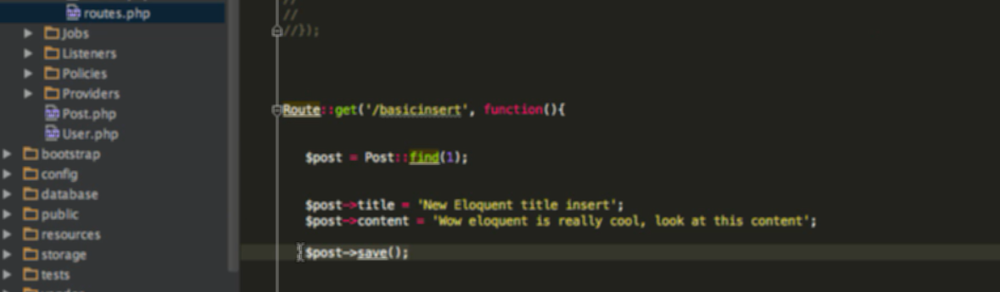 routes.php
Jobs
Listeners
Policies
Providers
Post.php
User.php
bootstrap
config
database
public
resources
storage
tests
//
//
//});
Route::get('/basicinsert', function(){
$post = Post::find(1);
$post->title = 'New Eloquent title insert';
$post->content = 'Wow eloquent is really cool, look at this content';
$post->save();